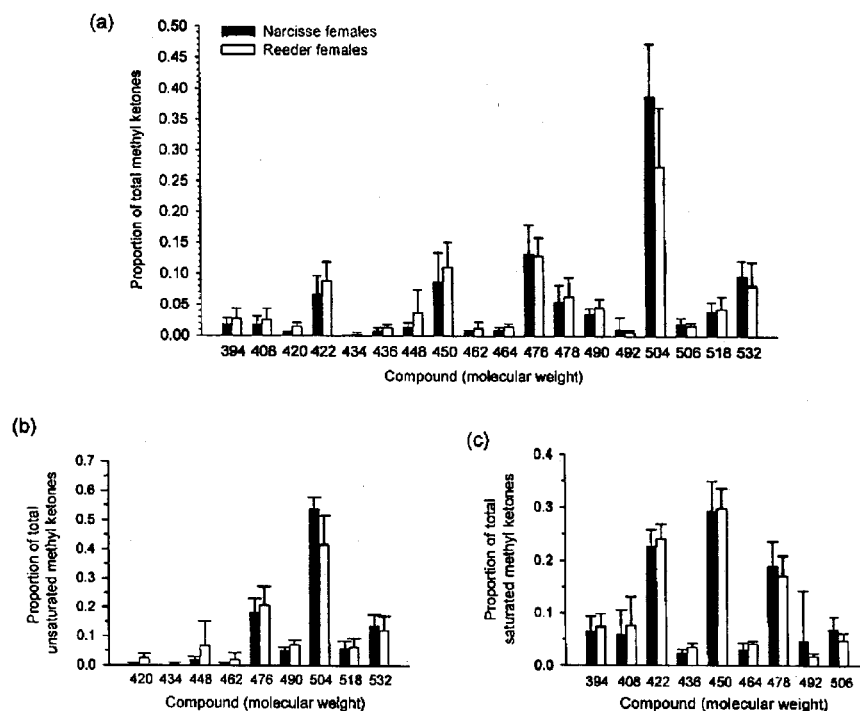 (a)
Narcisse females
Reeder females
Proportion of total methyl ketones
0.50
0.45
0.40
0.35
0.30
0.25
0.20
0.15
0.10
0.05
0.00
394 408 420 422 434 436 448 450 462 464 476 478 490 492 504 506 518 532
Compound (molecular weight)
(b)
Proportion of total
unsaturated methyl ketones
0.7
0.6
0.5
0.4
0.3
0.2
0.1
0.0
420 434 448 462 476 490 504 518 532
Compound (molecular weight)
(c)
Proportion of total
saturated methyl ketones
0.4
0.3
0.2
0.1
0.0
394 408 422 436 450 464 478 492 506
Compound (molecular weight)